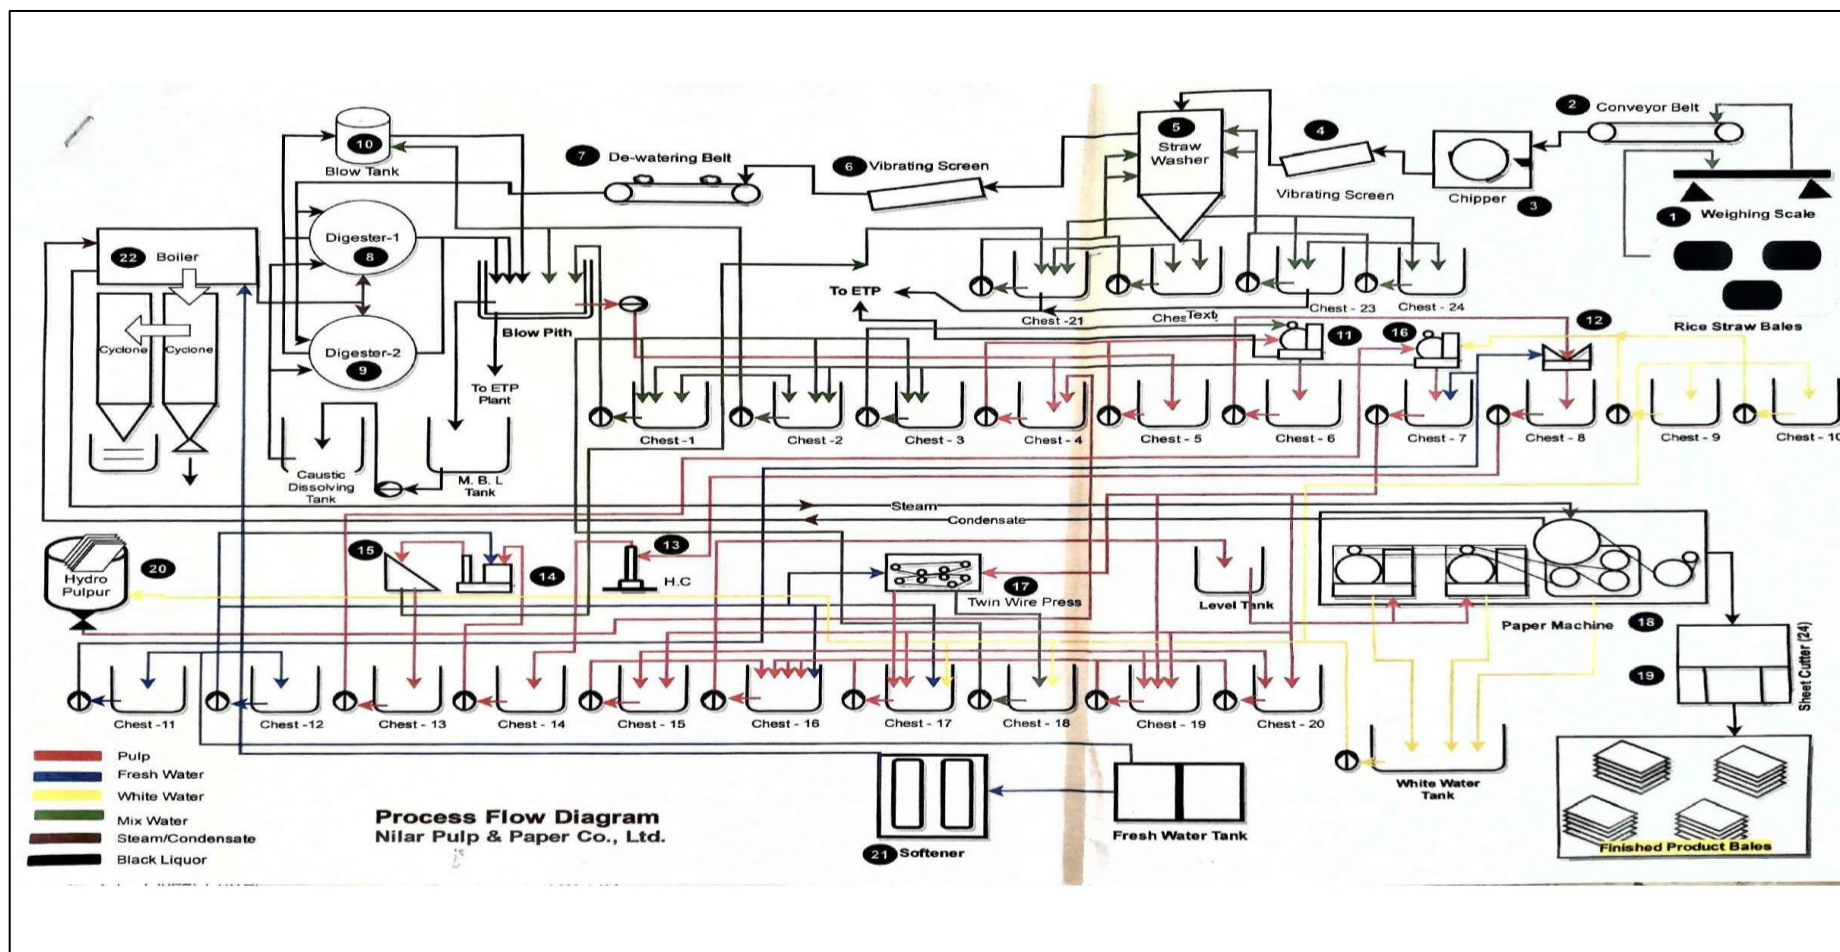 2 Conveyor Belt
4
5 Straw
Washer
10
Blow Tank
7 De-watering Belt
6 Vibrating Screen
Vibrating Screen
Chipper 3
1 Weighing Scale
22 Boiler
Digester-1
8
To ETP
Blow Pith
Chest -21
Text
Chest - 23
Chest - 24
Rice Straw Bales
Cyclone
Cyclone
Digester-2
9
To ETP
Plant
11
16
12
Chest -1
Chest -2
Chest - 3
Chest - 4
Chest - 5
Chest - 6
Chest - 7
Chest - 8
Chest - 9
Chest - 10
Caustic
Dissolving
Tank
M. B. L
Tank
Steam
Condensate
Hydro
Pulpur
20
15
14
13
H.C
17
Twin Wire Press
Level Tank
Paper Machine 18
19
Sheet Cutter (24)
Chest -11
Chest -12
Chest - 13
Chest - 14
Chest - 15
Chest - 16
Chest - 17
Chest - 18
Chest - 19
Chest - 20
White Water
Tank
Pulp
Fresh Water
White Water
Mix Water
Steam/Condensate
Black Liquor
Process Flow Diagram
Nilar Pulp & Paper Co., Ltd.
21 Softener
Fresh Water Tank
Finished Product Bales